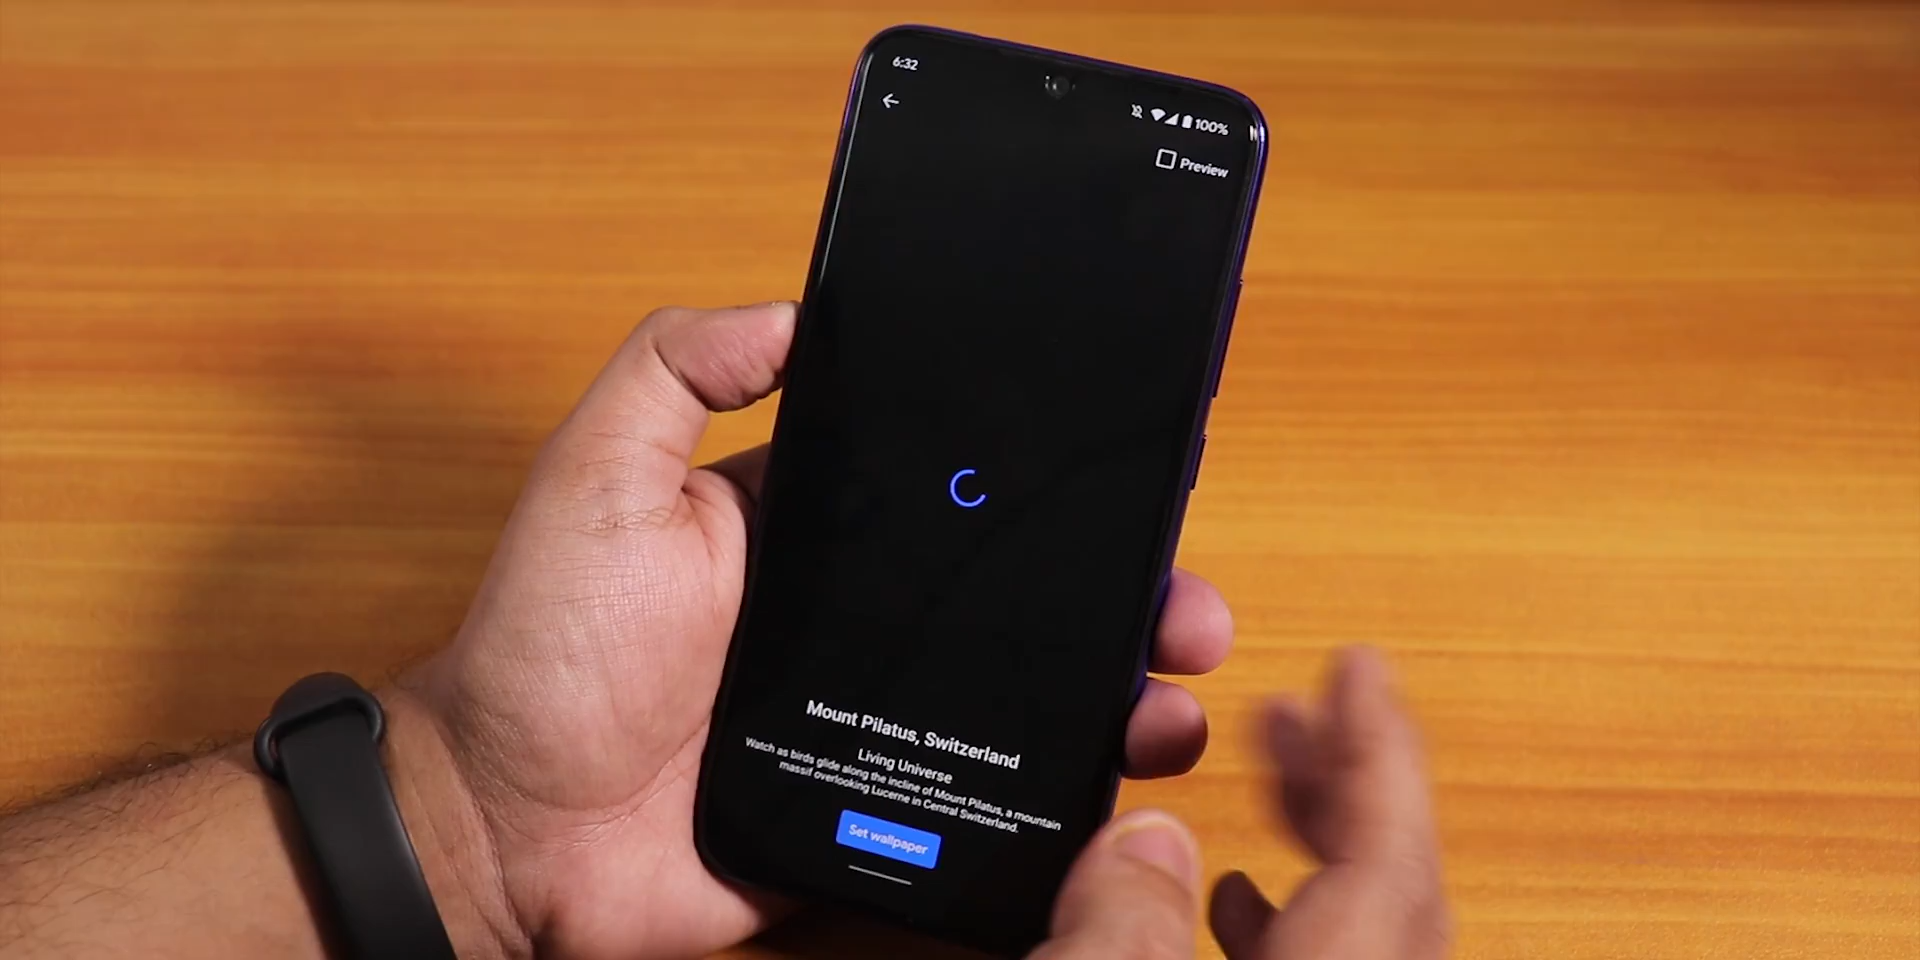 6:32
100%
Preview
Mount Pilatus, Switzerland
Living Universe
Watch as birds glide along the incline of Mount Pilatus, a mountain
massif overlooking Lucerne in Central Switzerland.
Set wallpaper